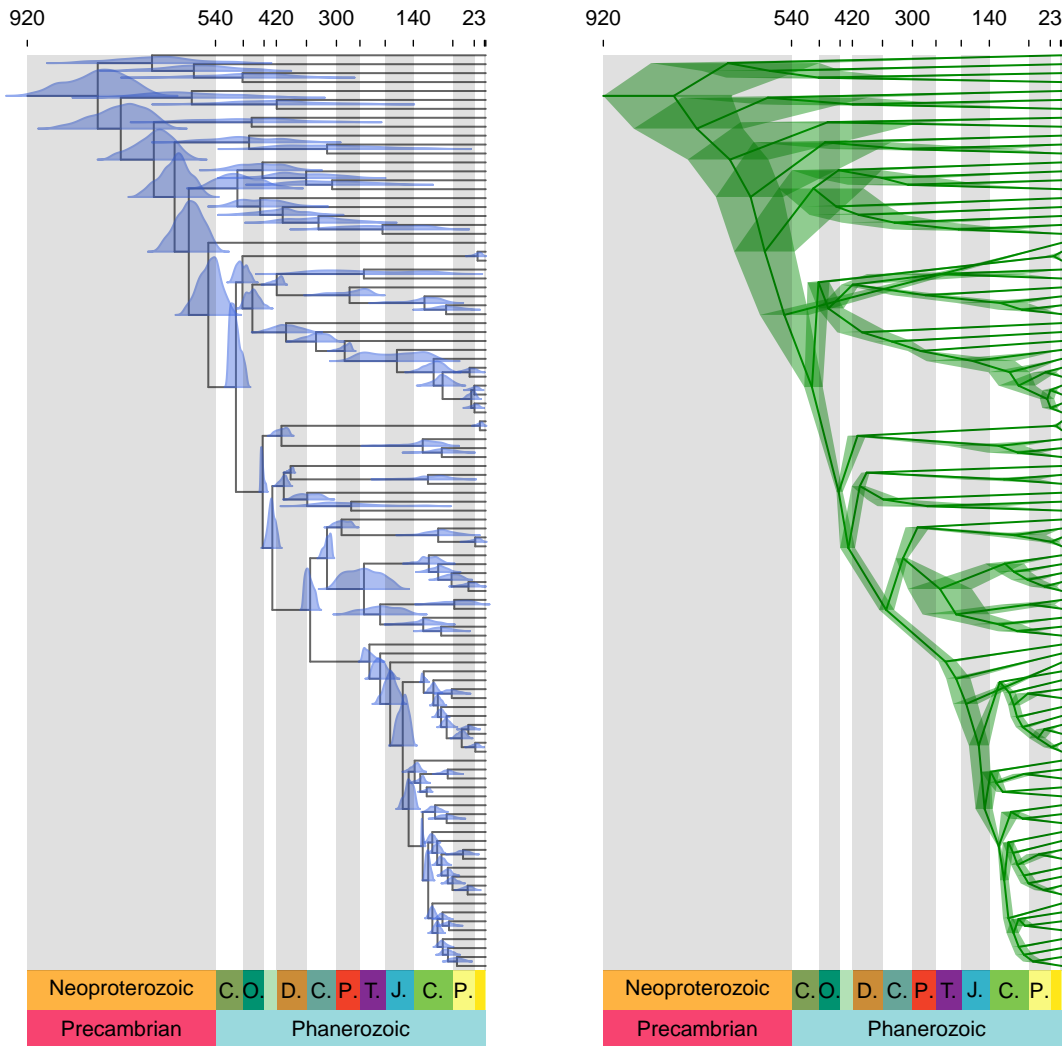 920 540 420 300 140 23 920 540 420 300 140 23
Neoproterozoic C. O. D. C. P. T. J. C. P. Neoproterozoic C. O. D. C. P. T. J. C. P.
Precambrian Phanerozoic Precambrian Phanerozoic